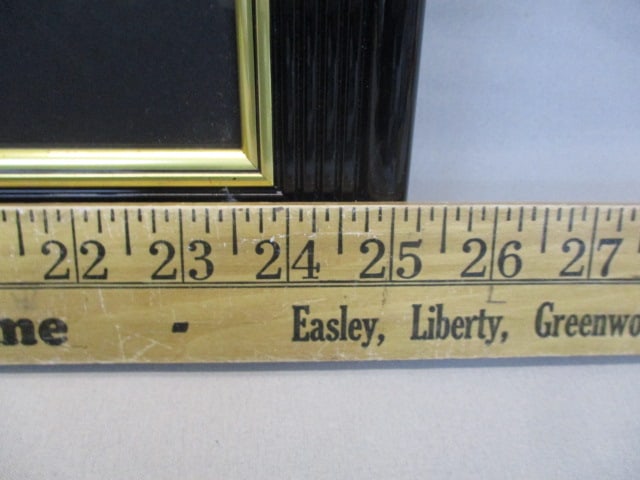 22 23 24 25 26 27
me - Easley, Liberty, Greenwo